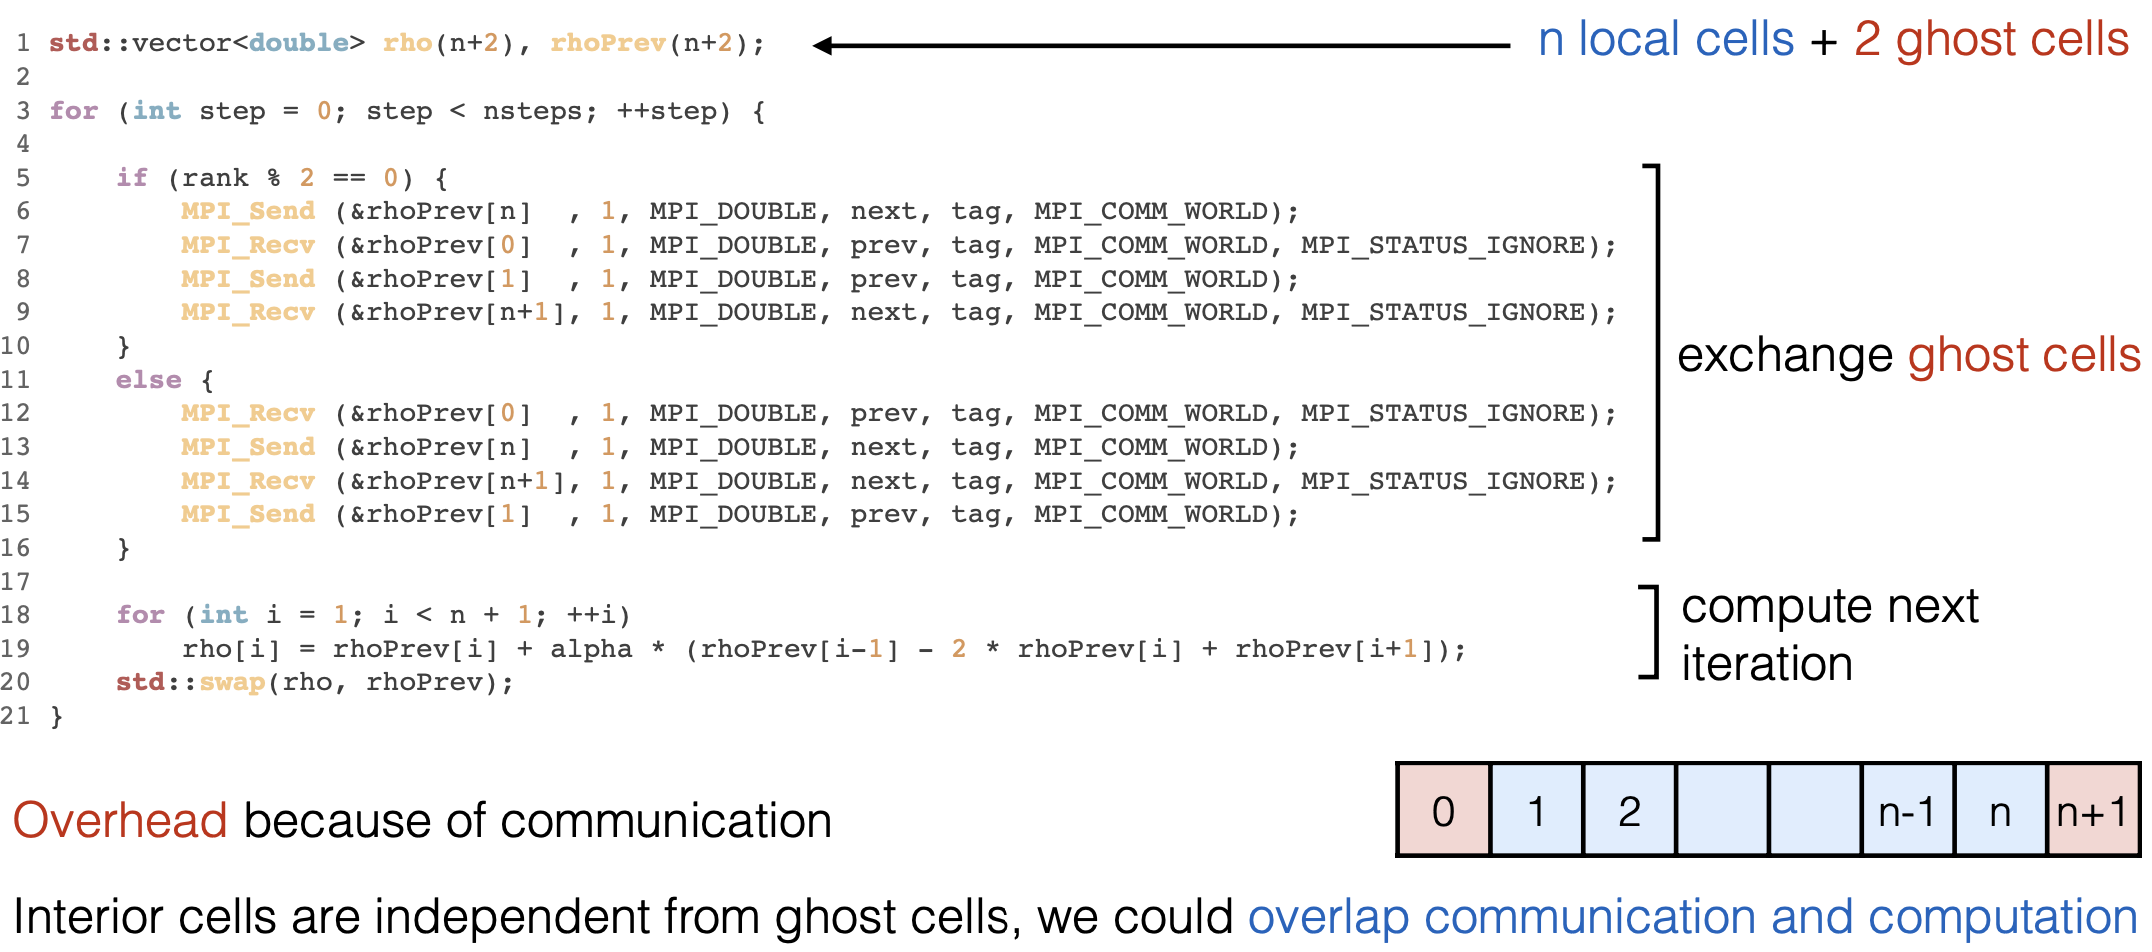 1 std::vector<double> rho(n+2), rhoPrev(n+2); n local cells + 2 ghost cells
2
3 for (int step = 0; step < nsteps; ++step) {
4
5     if (rank % 2 == 0) {
6         MPI_Send (&rhoPrev[n]  , 1, MPI_DOUBLE, next, tag, MPI_COMM_WORLD);
7         MPI_Recv (&rhoPrev[0]  , 1, MPI_DOUBLE, prev, tag, MPI_COMM_WORLD, MPI_STATUS_IGNORE);
8         MPI_Send (&rhoPrev[1]  , 1, MPI_DOUBLE, prev, tag, MPI_COMM_WORLD);
9         MPI_Recv (&rhoPrev[n+1], 1, MPI_DOUBLE, next, tag, MPI_COMM_WORLD, MPI_STATUS_IGNORE);
10     }
11     else {
12         MPI_Recv (&rhoPrev[0]  , 1, MPI_DOUBLE, prev, tag, MPI_COMM_WORLD, MPI_STATUS_IGNORE);
13         MPI_Send (&rhoPrev[n]  , 1, MPI_DOUBLE, next, tag, MPI_COMM_WORLD);
14         MPI_Recv (&rhoPrev[n+1], 1, MPI_DOUBLE, next, tag, MPI_COMM_WORLD, MPI_STATUS_IGNORE);
15         MPI_Send (&rhoPrev[1]  , 1, MPI_DOUBLE, prev, tag, MPI_COMM_WORLD);
16     }
exchange ghost cells
17
18     for (int i = 1; i < n + 1; ++i)
19         rho[i] = rhoPrev[i] + alpha * (rhoPrev[i-1] - 2 * rhoPrev[i] + rhoPrev[i+1]);
20     std::swap(rho, rhoPrev);
21 }
compute next
iteration
0 1 2 n-1 n n+1
Overhead because of communication
Interior cells are independent from ghost cells, we could overlap communication and computation